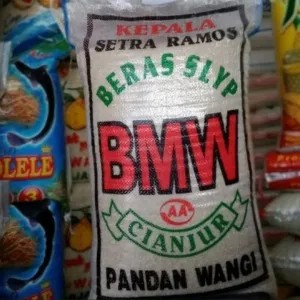 KEPALA
SETRA RAMOS
BERAS SLYP
BMW
AA
CIANJUR
PANDAN WANGI
LELE